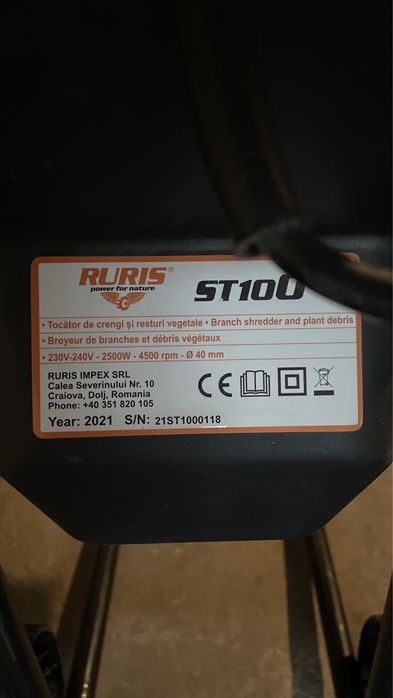 RURIS®
power for nature
ST100
• Tocător de crengi și resturi vegetale • Branch shredder and plant debris
• Broyeur de branches et débris végétaux
• 230V-240V - 2500W - 4500 rpm - Ø 40 mm
RURIS IMPEX SRL
Calea Severinului Nr. 10
Craiova, Dolj, Romania
Phone: +40 351 820 105
CE
Year: 2021 S/N: 21ST1000118